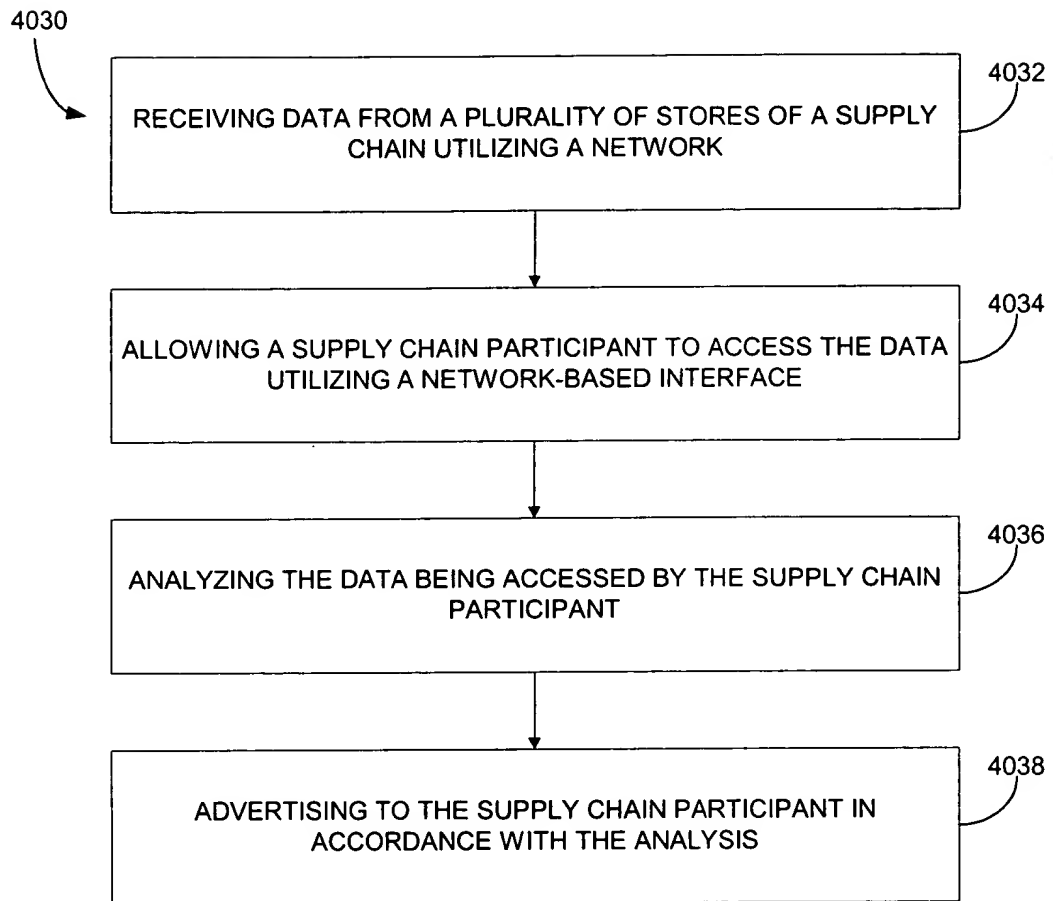 4030
4032
RECEIVING DATA FROM A PLURALITY OF STORES OF A SUPPLY
CHAIN UTILIZING A NETWORK
4034
ALLOWING A SUPPLY CHAIN PARTICIPANT TO ACCESS THE DATA
UTILIZING A NETWORK-BASED INTERFACE
4036
ANALYZING THE DATA BEING ACCESSED BY THE SUPPLY CHAIN
PARTICIPANT
4038
ADVERTISING TO THE SUPPLY CHAIN PARTICIPANT IN
ACCORDANCE WITH THE ANALYSIS